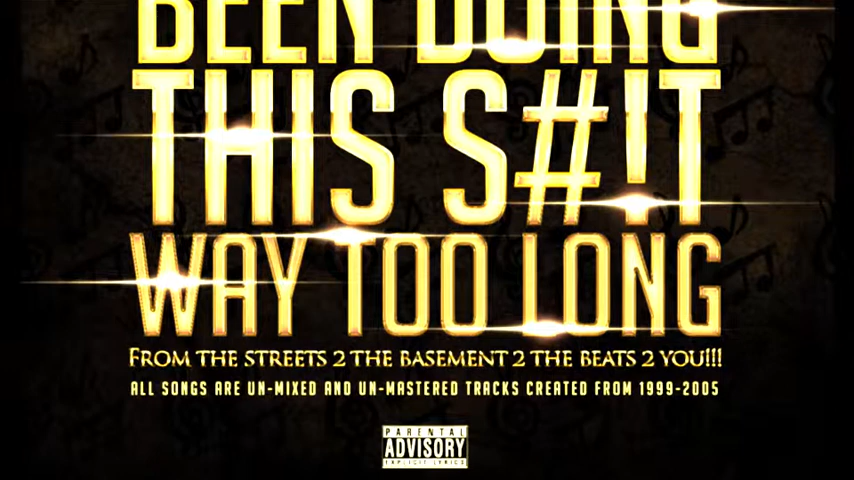 BEEN DOING
THIS S#!T
WAY TOO LONG
FROM THE STREETS 2 THE BASEMENT 2 THE BEATS 2 YOU!!!
ALL SONGS ARE UN-MIXED AND UN-MASTERED TRACKS CREATED FROM 1999-2005
PARENTAL
ADVISORY
EXPLICIT LYRICS